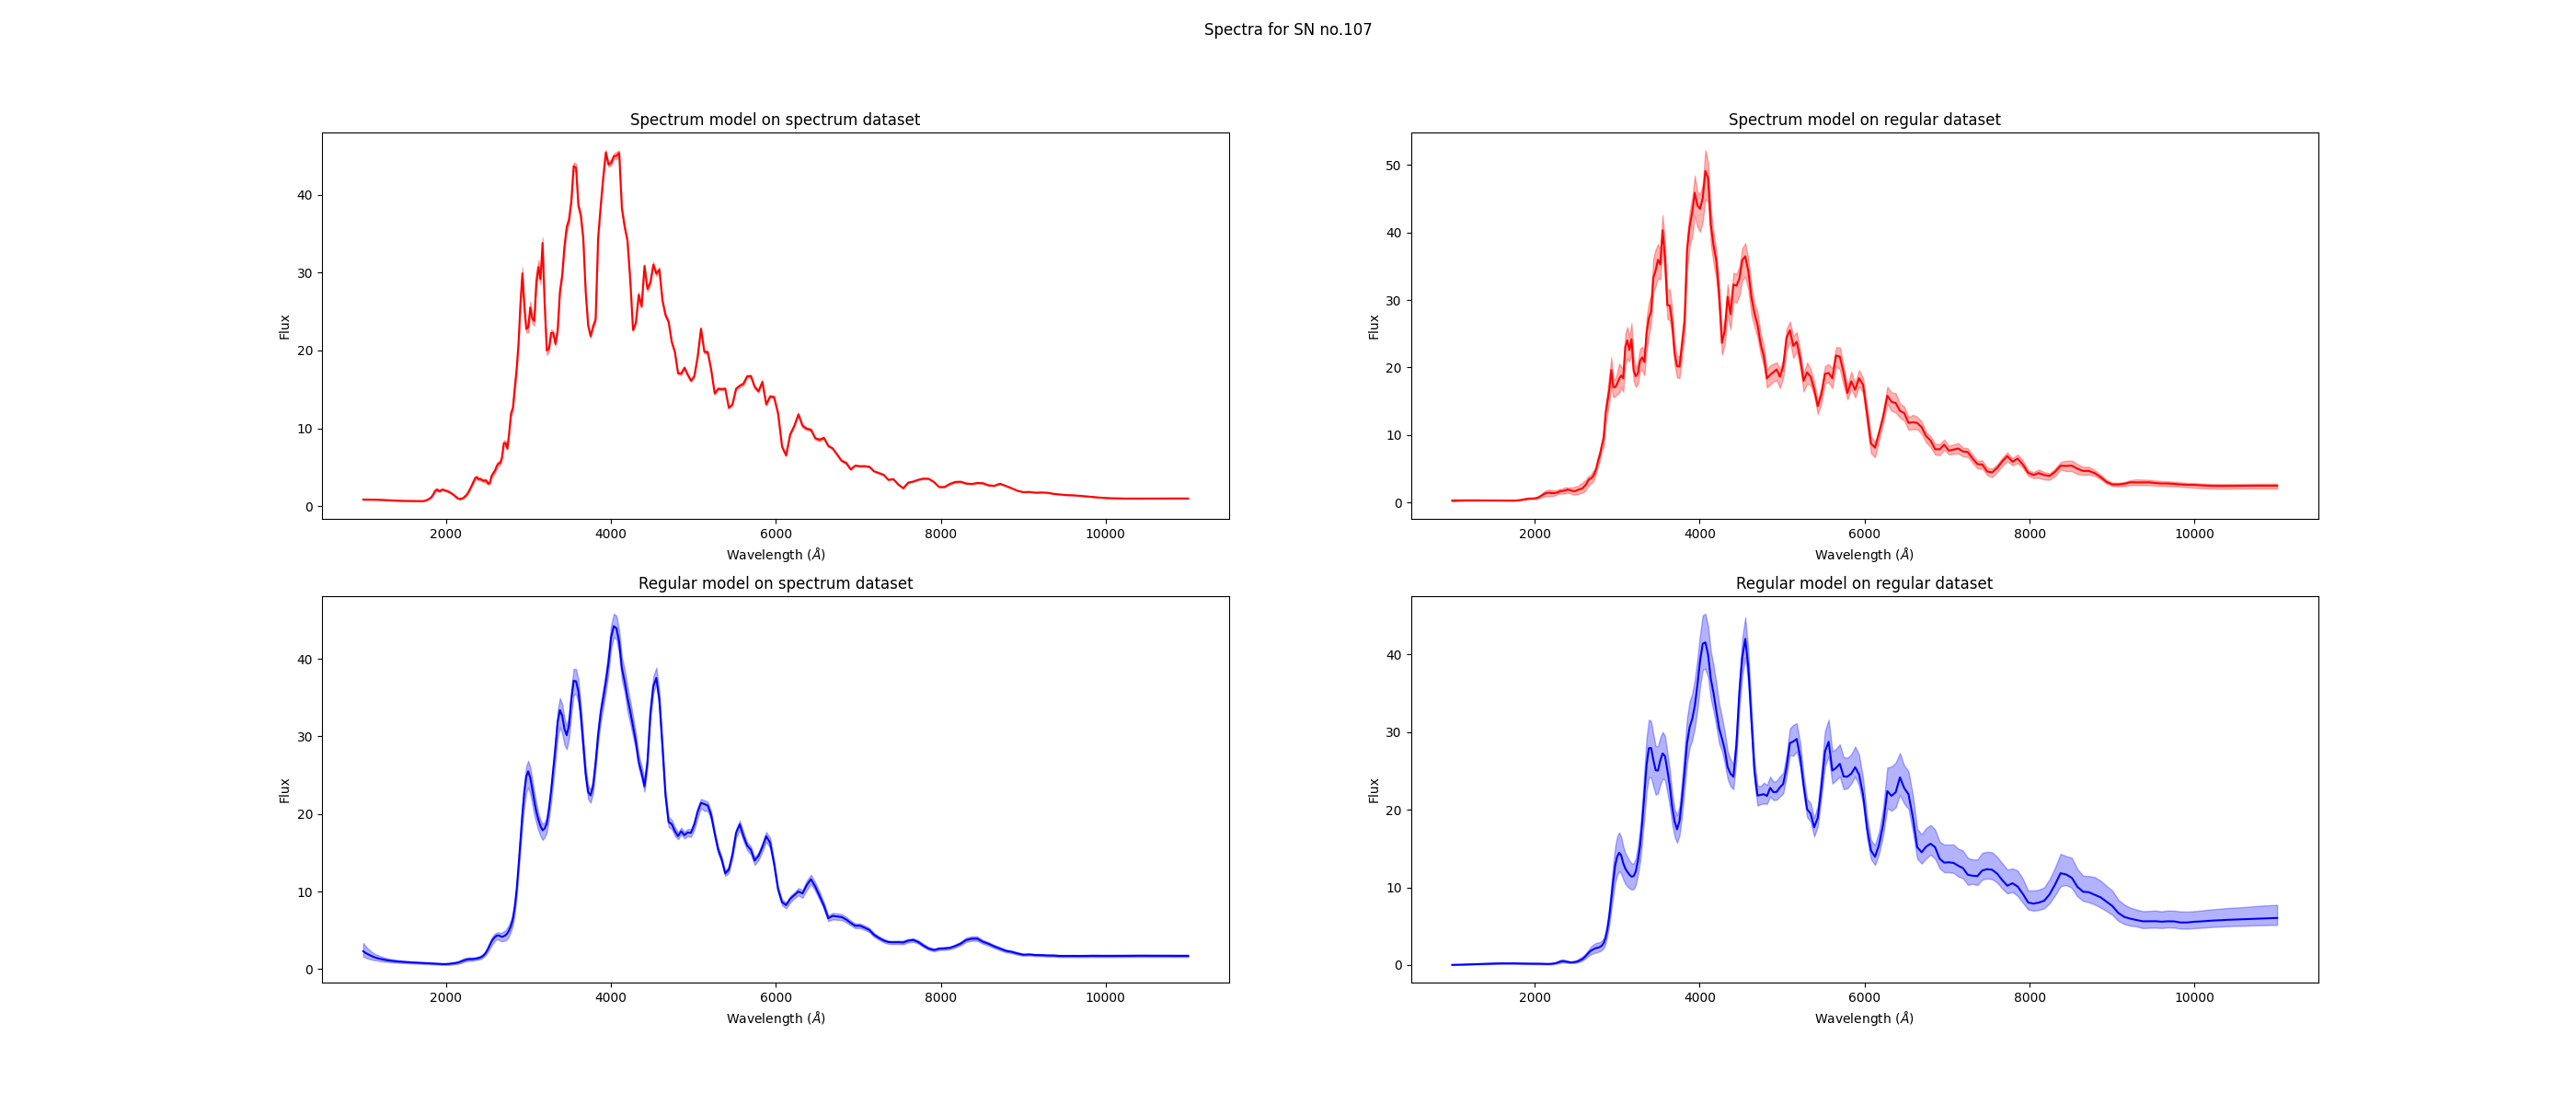 Spectra for SN no.107
Spectrum model on spectrum dataset
40
30
20
10
0
Flux
2000 4000 6000 8000 10000
Wavelength (Å)
Spectrum model on regular dataset
50
40
30
20
10
0
Flux
2000 4000 6000 8000 10000
Wavelength (Å)
Regular model on spectrum dataset
40
30
20
10
0
Flux
2000 4000 6000 8000 10000
Wavelength (Å)
Regular model on regular dataset
40
30
20
10
0
Flux
2000 4000 6000 8000 10000
Wavelength (Å)